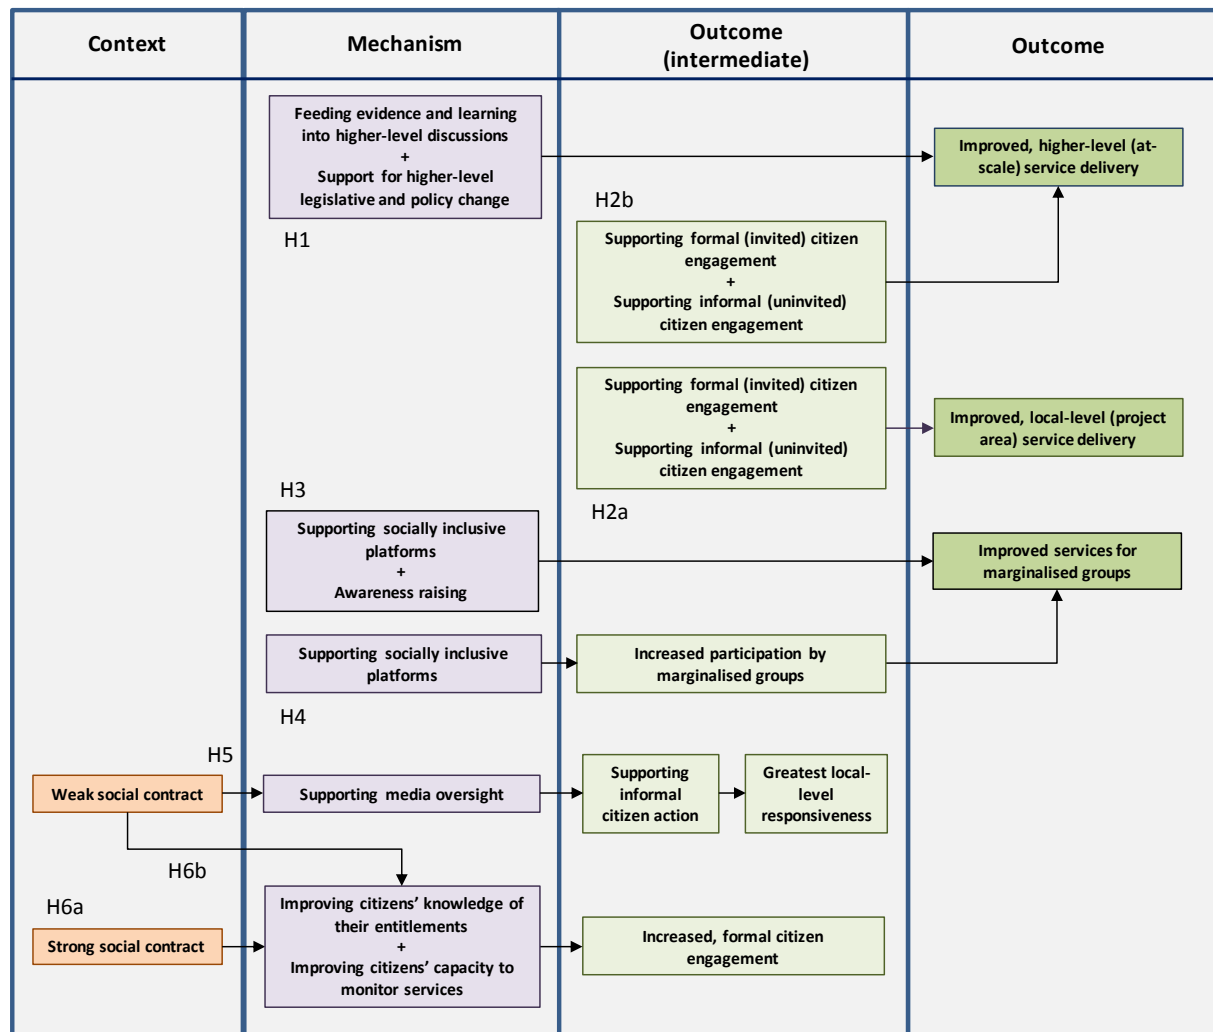 Context
Mechanism
Outcome
(intermediate)
Outcome
Feeding evidence and learning
into higher-level discussions
+
Support for higher-level
legislative and policy change
H1
Improved, higher-level (at-
scale) service delivery
H2b
Supporting formal (invited) citizen
engagement
+
Supporting informal (uninvited)
citizen engagement
Supporting formal (invited) citizen
engagement
+
Supporting informal (uninvited)
citizen engagement
H2a
Improved, local-level (project
area) service delivery
H3
Supporting socially inclusive
platforms
+
Awareness raising
Improved services for
marginalised groups
Supporting socially inclusive
platforms
H4
Increased participation by
marginalised groups
H5
Weak social contract
Supporting media oversight
Supporting
informal
citizen action
Greatest local-
level
responsiveness
H6b
H6a
Strong social contract
Improving citizens' knowledge of
their entitlements
+
Improving citizens' capacity to
monitor services
Increased, formal citizen
engagement